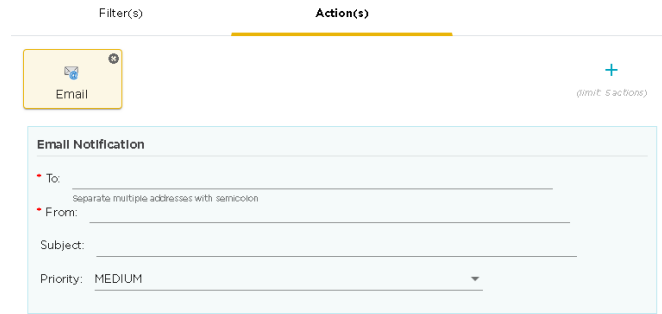 Filter(s) Action(s)
Email
(limit: 5 actions)
Email Notification
* To:
Separate multiple addresses with semicolon
* From:
Subject:
Priority: MEDIUM